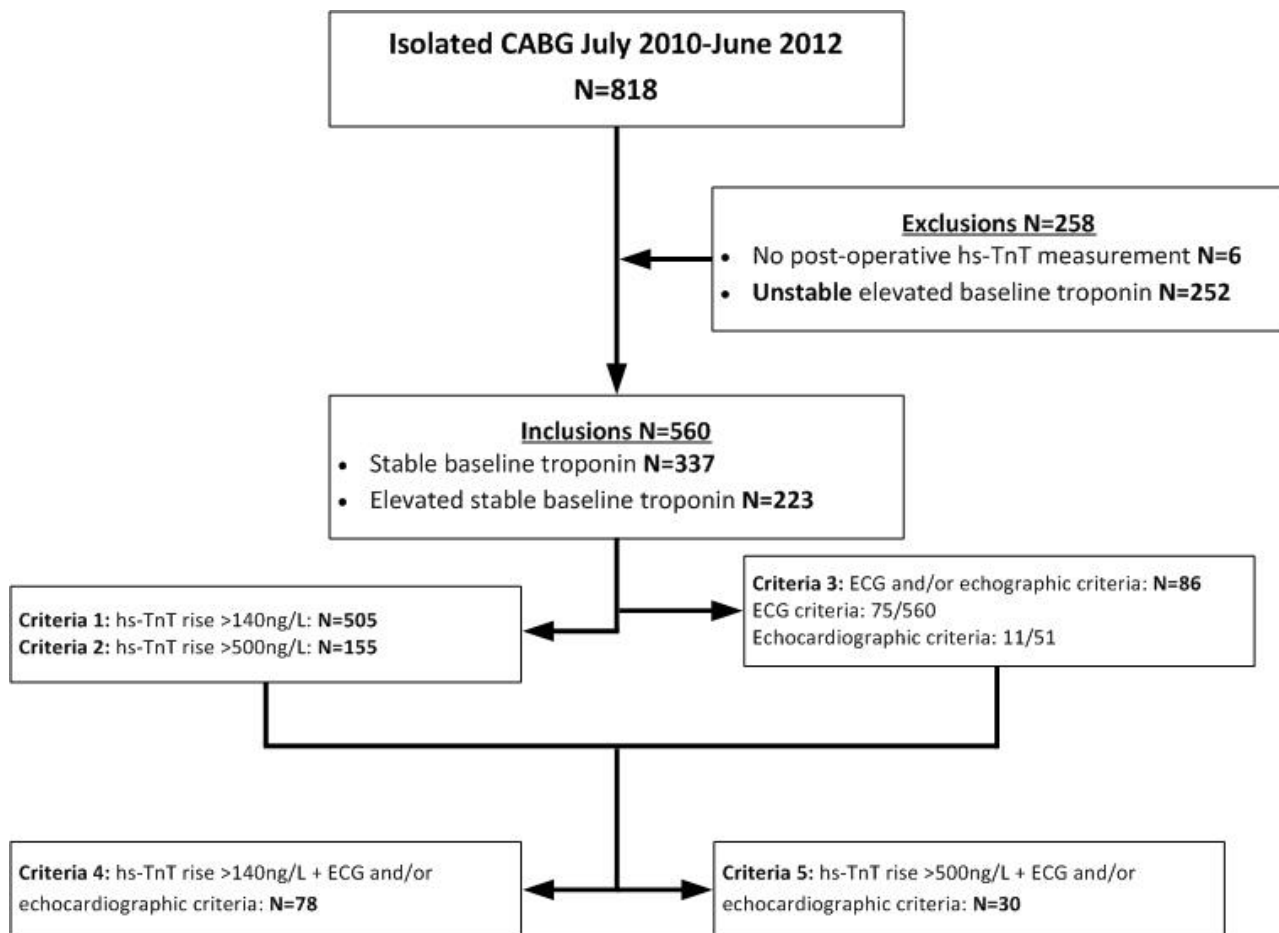 Isolated CABG July 2010-June 2012
N=818
Exclusions N=258
• No post-operative hs-TnT measurement N=6
• Unstable elevated baseline troponin N=252
Inclusions N=560
• Stable baseline troponin N=337
• Elevated stable baseline troponin N=223
Criteria 1: hs-TnT rise >140ng/L: N=505
Criteria 2: hs-TnT rise >500ng/L: N=155
Criteria 3: ECG and/or echographic criteria: N=86
ECG criteria: 75/560
Echocardiographic criteria: 11/51
Criteria 4: hs-TnT rise >140ng/L + ECG and/or
echocardiographic criteria: N=78
Criteria 5: hs-TnT rise >500ng/L + ECG and/or
echocardiographic criteria: N=30